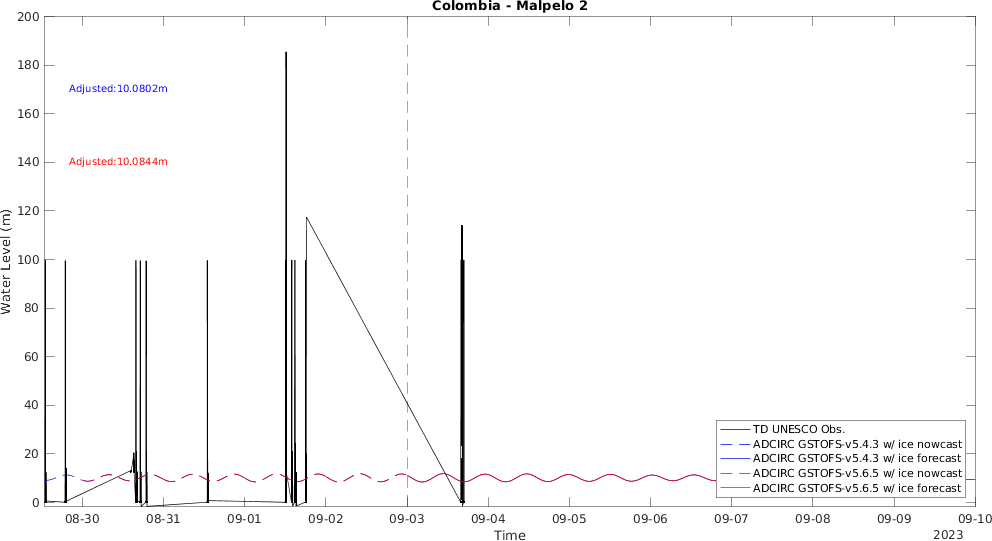 Colombia - Malpelo 2
200
180
160
140
120
100
80
60
40
20
0
Water Level (m)
Adjusted:10.0802m
Adjusted:10.0844m
TD UNESCO Obs.
ADCIRC GSTOFS-v5.4.3 w/ ice nowcast
ADCIRC GSTOFS-v5.4.3 w/ ice forecast
ADCIRC GSTOFS-v5.6.5 w/ ice nowcast
ADCIRC GSTOFS-v5.6.5 w/ ice forecast
08-30 08-31 09-01 09-02 09-03 09-04 09-05 09-06 09-07 09-08 09-09 09-10
Time
2023